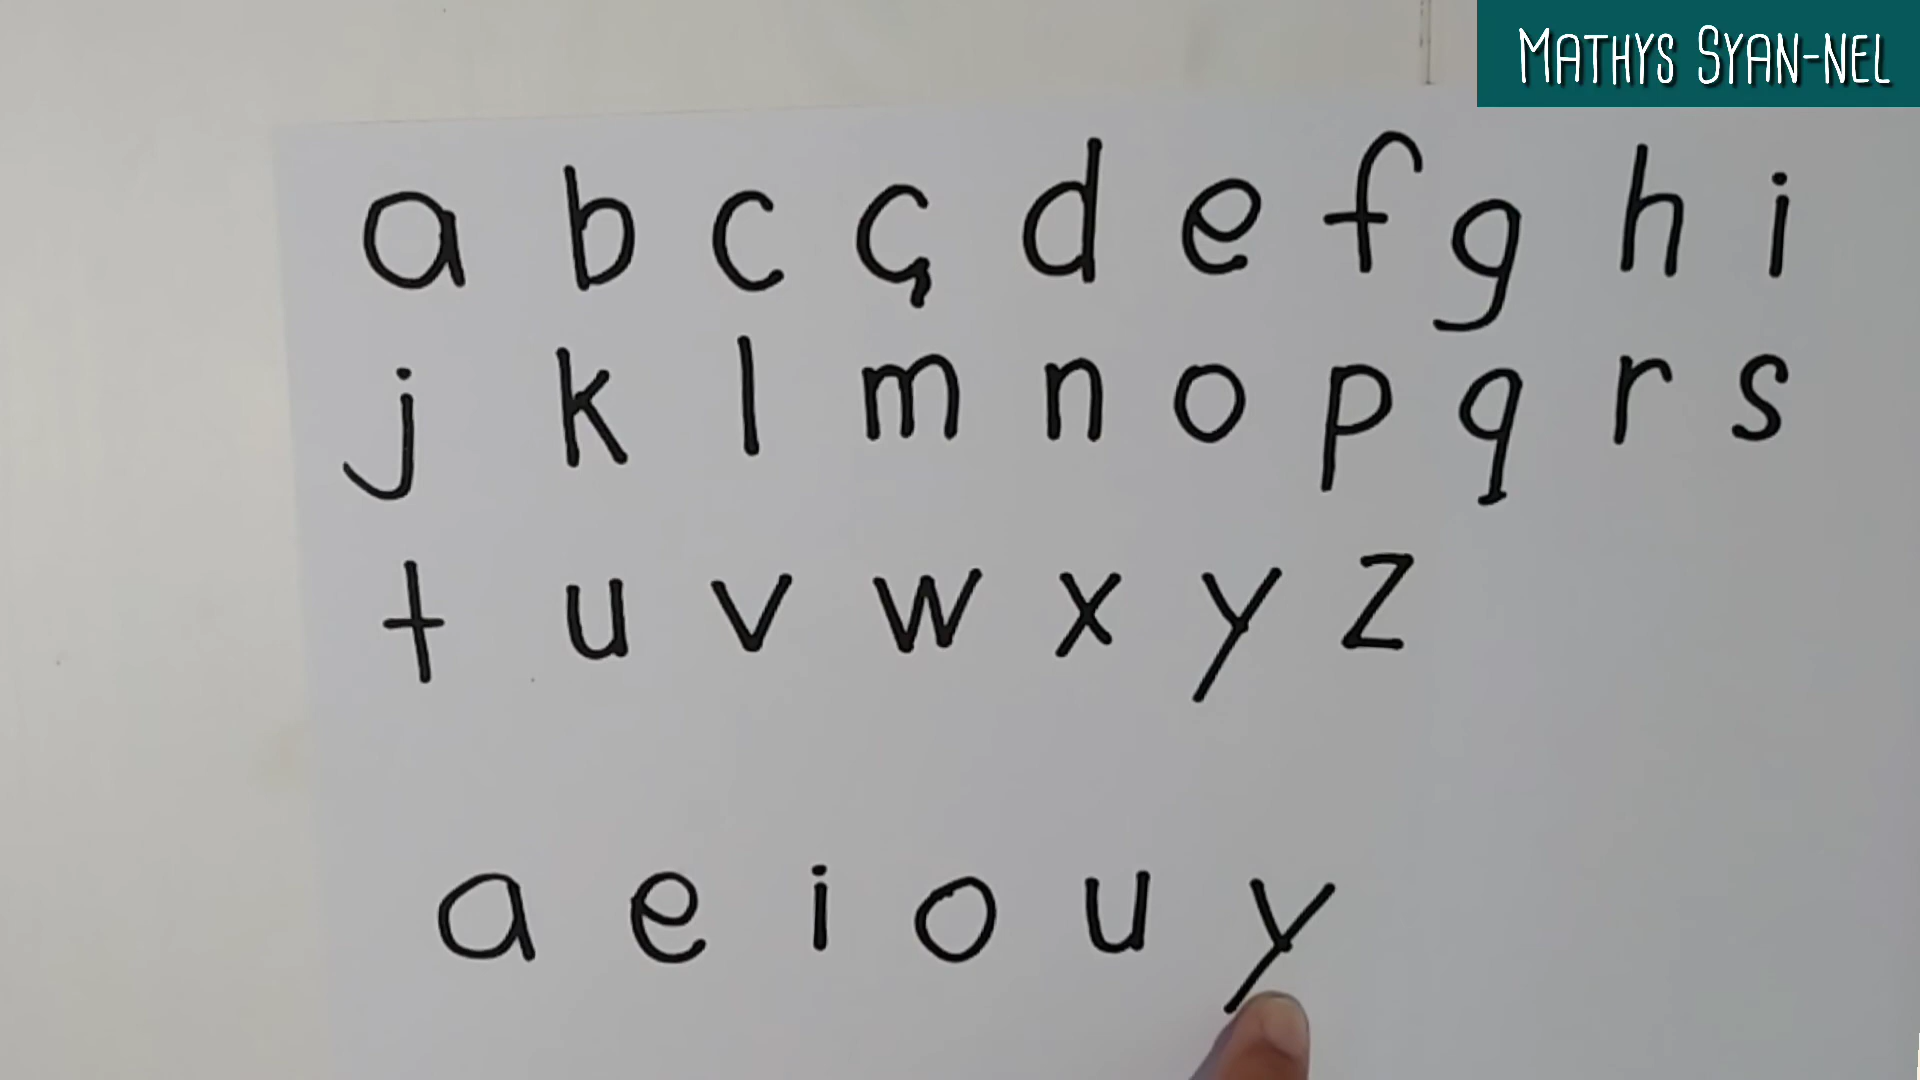 MATHYS SYAN-NEL
a b c ç d e f g h i
j k l m n o p q r s
t u v w x y z
a e i o u y